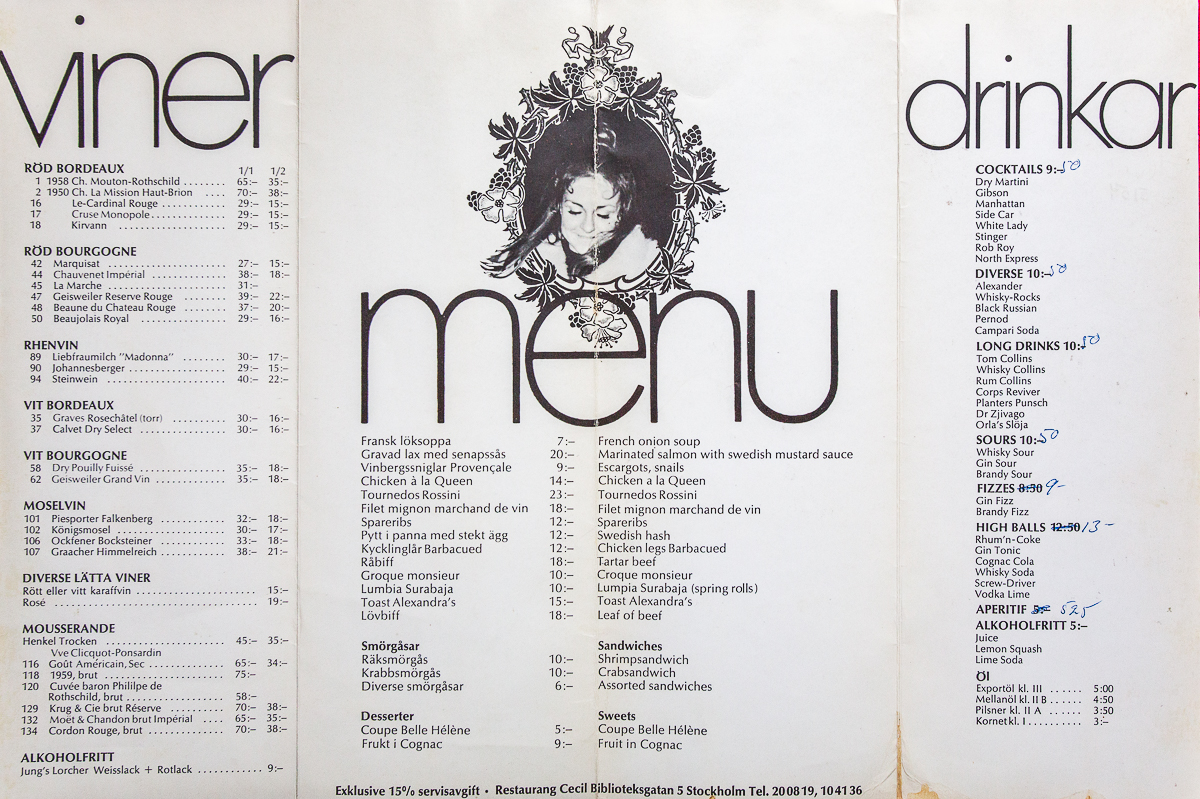 viner
RÖD BORDEAUX 1/1 1/2
1 1958 Ch. Mouton-Rothschild ........ 65:– 35:–
2 1950 Ch. La Mission Haut-Brion .... 70:– 38:–
16 Le-Cardinal Rouge ............ 29:– 15:–
17 Cruse Monopole .............. 29:– 15:–
18 Kirvann .................... 29:– 15:–
RÖD BOURGOGNE
42 Marquisat ...................... 27:– 15:–
44 Chauvenet Impérial .............. 38:– 18:–
45 La Marche ...................... 31:–
47 Geisweiler Reserve Rouge ........ 39:– 22:–
48 Beaune du Chateau Rouge ........ 37:– 20:–
50 Beaujolais Royal ................ 29:– 16:–
RHENVIN
89 Liebfraumilch "Madonna" ........ 30:– 17:–
90 Johannesberger .................. 29:– 15:–
94 Steinwein ...................... 40:– 22:–
VIT BORDEAUX
35 Graves Rosechâtel (torr) .......... 30:– 16:–
37 Calvet Dry Select ................ 30:– 16:–
VIT BOURGOGNE
58 Dry Pouilly Fuissé ................ 35:– 18:–
62 Geisweiler Grand Vin ............ 35:– 18:–
MOSELVIN
101 Piesporter Falkenberg ............ 32:– 18:–
102 Königsmosel .................... 30:– 17:–
106 Ockfener Bocksteiner ............ 33:– 18:–
107 Graacher Himmelreich ............ 38:– 21:–
DIVERSE LÄTTA VINER
Rött eller vitt karaffvin ...................... 15:–
Rosé ...................................... 19:–
MOUSSERANDE
Henkel Trocken .................... 45:– 35:–
Vve Clicquot-Ponsardin
116 Goût Américain, Sec .............. 65:– 34:–
118 1959, brut ...................... 75:–
120 Cuvée baron Phililpe de
Rothschild, brut .................. 58:–
129 Krug & Cie brut Réserve .......... 70:– 38:–
132 Moët & Chandon brut Impérial .... 65:– 35:–
134 Cordon Rouge, brut .............. 70:– 38:–
ALKOHOLFRITT
Jung's Lorcher Weisslack + Rotlack ............ 9:–
menu
Fransk löksoppa 7:– French onion soup
Gravad lax med senapssås 20:– Marinated salmon with swedish mustard sauce
Vinbergssniglar Provençale 9:– Escargots, snails
Chicken à la Queen 14:– Chicken a la Queen
Tournedos Rossini 23:– Tournedos Rossini
Filet mignon marchand de vin 18:– Filet mignon marchand de vin
Spareribs 12:– Spareribs
Pytt i panna med stekt ägg 12:– Swedish hash
Kycklinglår Barbacued 12:– Chicken legs Barbacued
Råbiff 18:– Tartar beef
Groque monsieur 10:– Croque monsieur
Lumbia Surabaja 10:– Lumpia Surabaja (spring rolls)
Toast Alexandra's 15:– Toast Alexandra's
Lövbiff 18:– Leaf of beef
Smörgåsar Sandwiches
Räksmörgås 10:– Shrimpsandwich
Krabbsmörgås 10:– Crabsandwich
Diverse smörgåsar 6:– Assorted sandwiches
Desserter Sweets
Coupe Belle Hélène 5:– Coupe Belle Hélène
Frukt i Cognac 9:– Fruit in Cognac
Exklusive 15% servisavgift • Restaurang Cecil Biblioteksgatan 5 Stockholm Tel. 200819, 104136
drinkar
COCKTAILS 9:– 50
Dry Martini
Gibson
Manhattan
Side Car
White Lady
Stinger
Rob Roy
North Express
DIVERSE 10:– 50
Alexander
Whisky-Rocks
Black Russian
Pernod
Campari Soda
LONG DRINKS 10:– 50
Tom Collins
Whisky Collins
Rum Collins
Corps Reviver
Planters Punsch
Dr Zjivago
Orla's Slöja
SOURS 10:– 50
Whisky Sour
Gin Sour
Brandy Sour
FIZZES 8:50 9–
Gin Fizz
Brandy Fizz
HIGH BALLS 12:50 13–
Rhum'n-Coke
Gin Tonic
Cognac Cola
Whisky Soda
Screw-Driver
Vodka Lime
APERITIF 5:– 525
ALKOHOLFRITT 5:–
Juice
Lemon Squash
Lime Soda
Öl
Exportöl kl. III ...... 5:00
Mellanöl kl. II B ...... 4:50
Pilsner kl. II A ...... 3:50
Kornet kl. I .......... 3:–